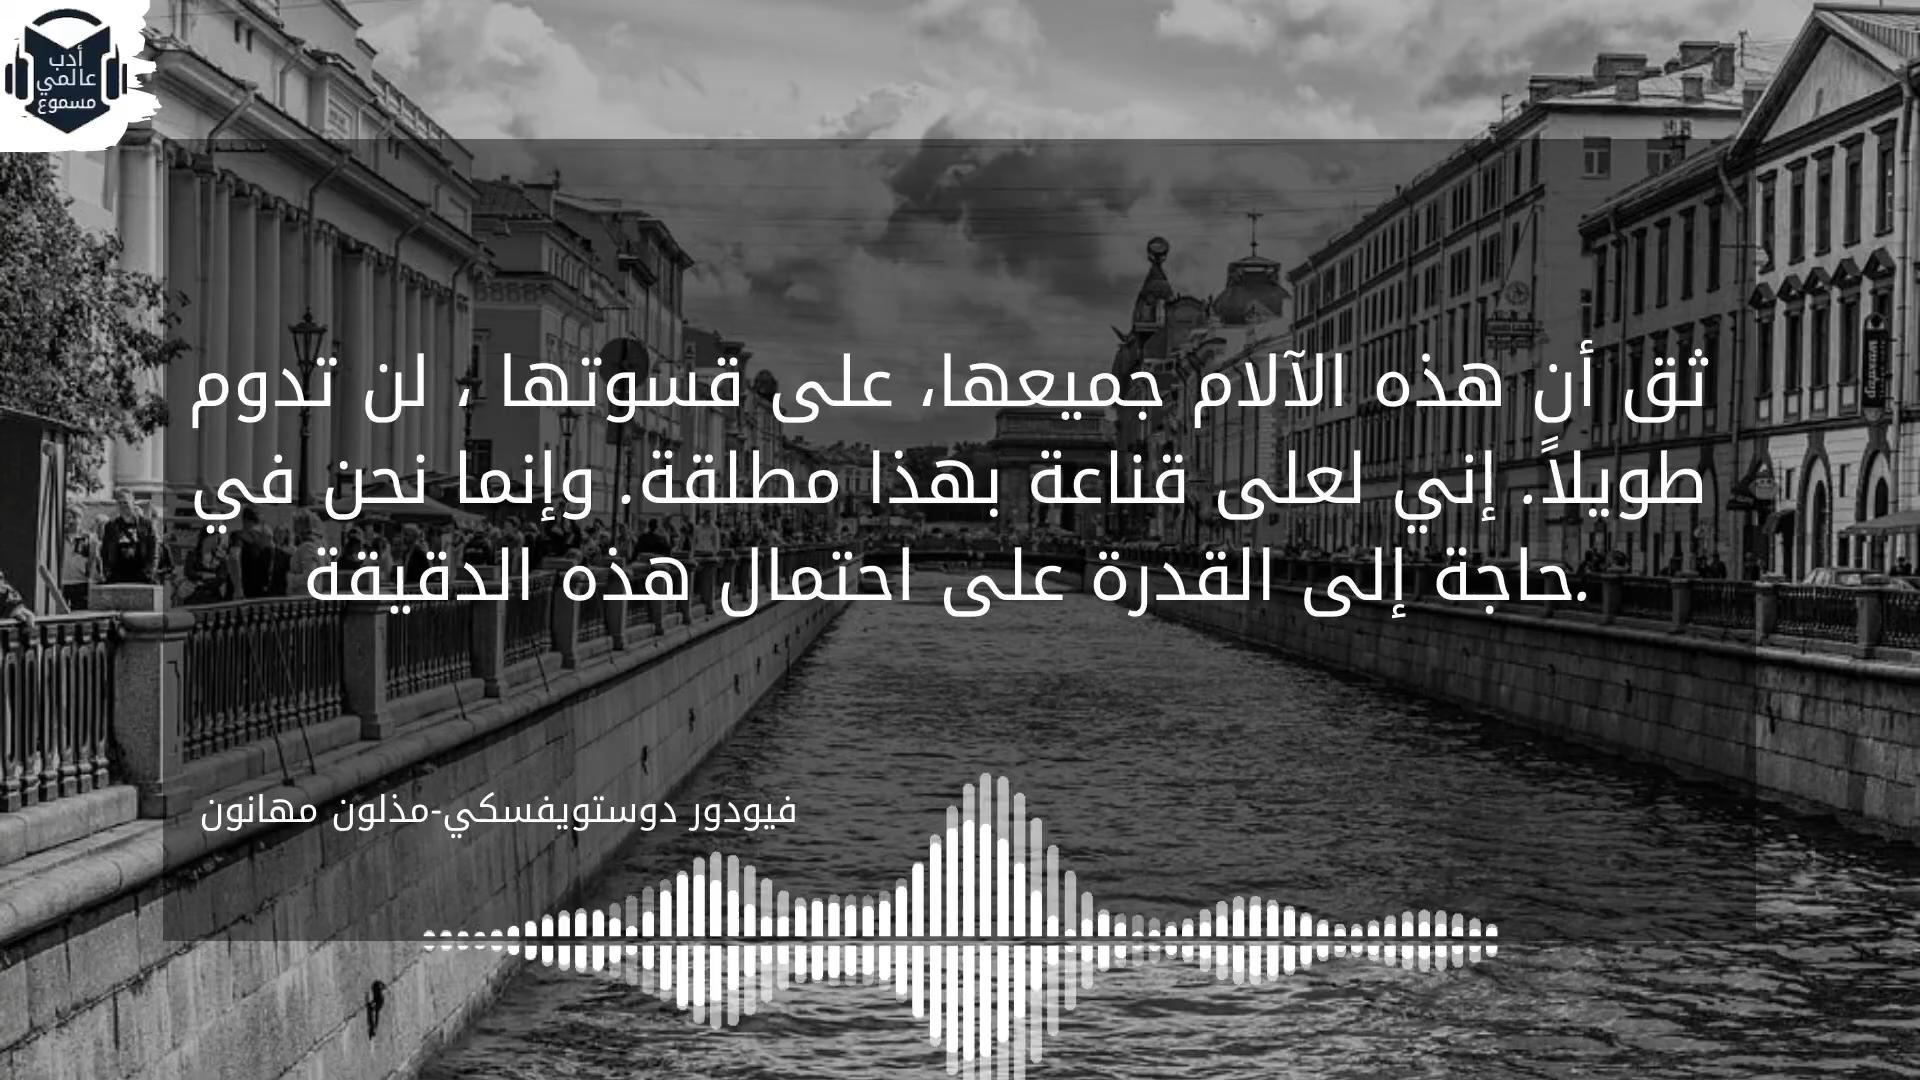 أدب
عالمي
مسموع
ثق أن هذه الآلام جميعها، على قسوتها ، لن تدوم
طويلاً. إني لعلى قناعة بهذا مطلقة. وإنما نحن في
حاجة إلى القدرة على احتمال هذه الدقيقة.
فيودور دوستويفسكي-مذلون مهانون